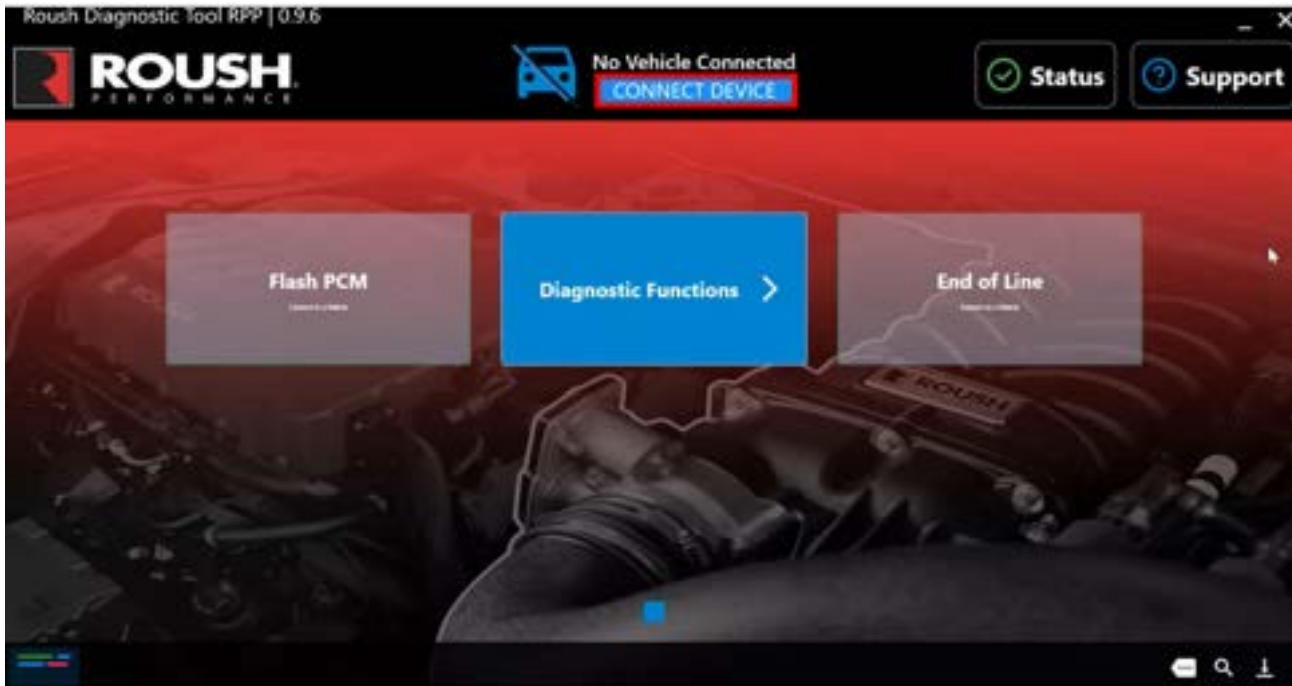 Roush Diagnostic Tool RPP | 0.9.6
ROUSH
PERFORMANCE
No Vehicle Connected
CONNECT DEVICE
Status
Support
Flash PCM
Diagnostic Functions
End of Line
ROUSH